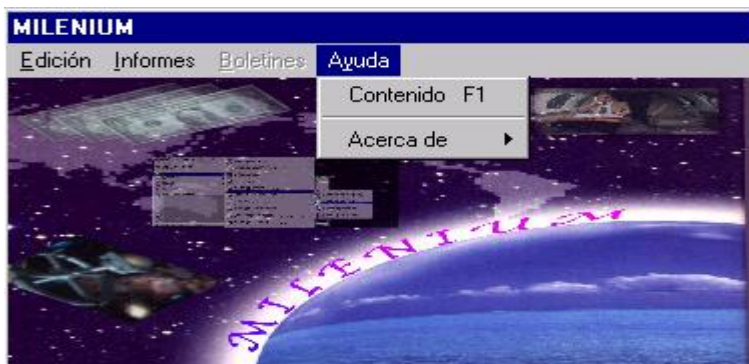 MILENIUM
Edición Informes Boletines Ayuda
Contenido F1
Acerca de
MILENIUM